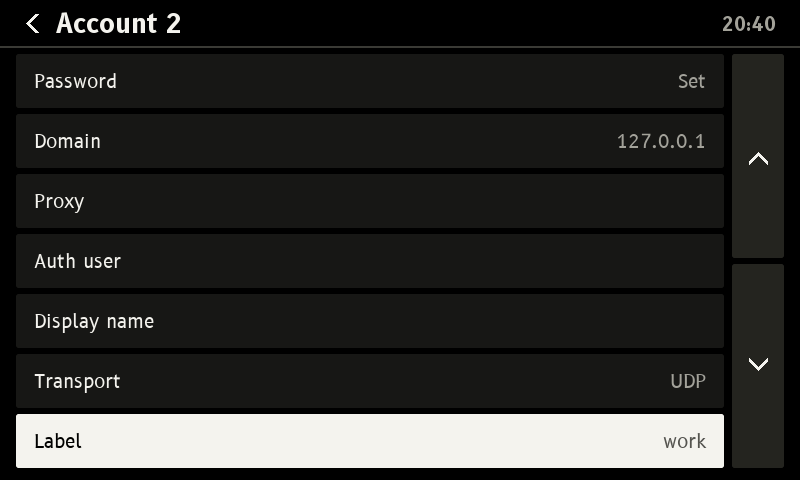 Account 2
20:40
Password Set
Domain 127.0.0.1
Proxy
Auth user
Display name
Transport UDP
Label work